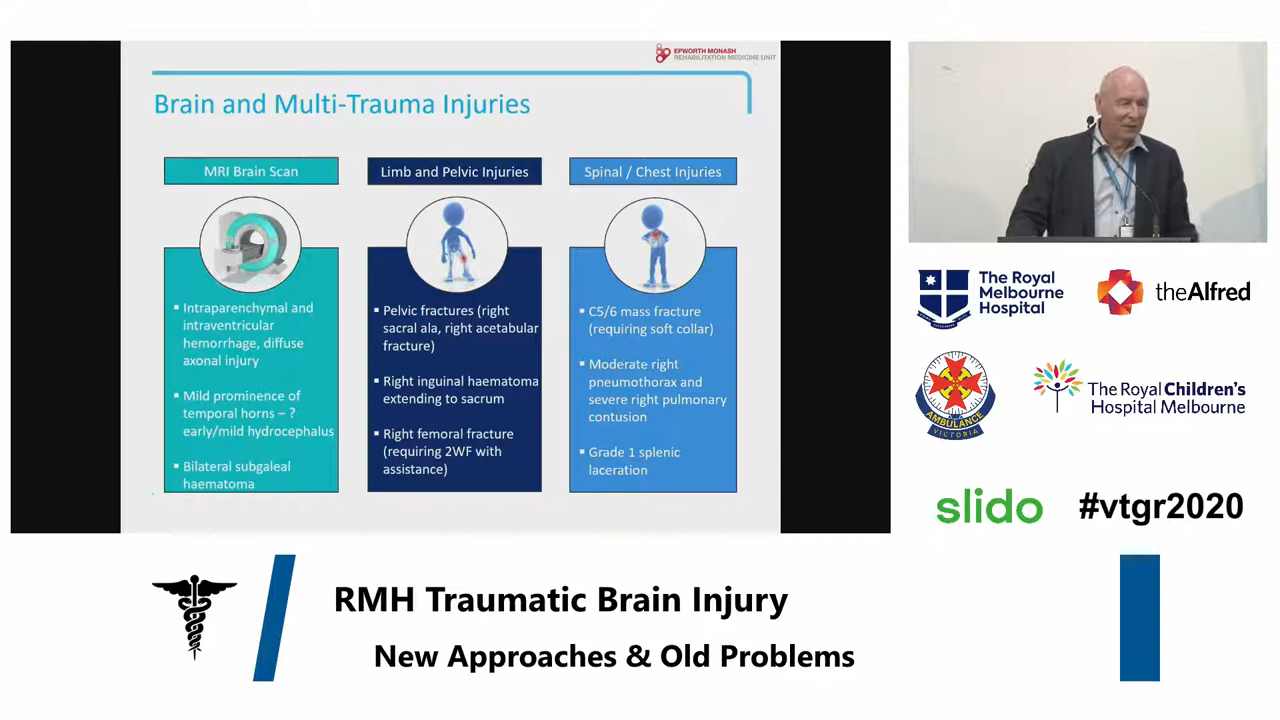 EPWORTH MONASH
REHABILITATION MEDICINE UNIT
Brain and Multi-Trauma Injuries
MRI Brain Scan
▪ Intraparenchymal and
intraventricular
hemorrhage, diffuse
axonal injury
▪ Mild prominence of
temporal horns – ?
early/mild hydrocephalus
▪ Bilateral subgaleal
haematoma
Limb and Pelvic Injuries
▪ Pelvic fractures (right
sacral ala, right acetabular
fracture)
▪ Right inguinal haematoma
extending to sacrum
▪ Right femoral fracture
(requiring 2WF with
assistance)
Spinal / Chest Injuries
▪ C5/6 mass fracture
(requiring soft collar)
▪ Moderate right
pneumothorax and
severe right pulmonary
contusion
▪ Grade 1 splenic
laceration
The Royal
Melbourne
Hospital
theAlfred
AMBULANCE
VICTORIA
The Royal Children's
Hospital Melbourne
slido
#vtgr2020
RMH Traumatic Brain Injury
New Approaches & Old Problems